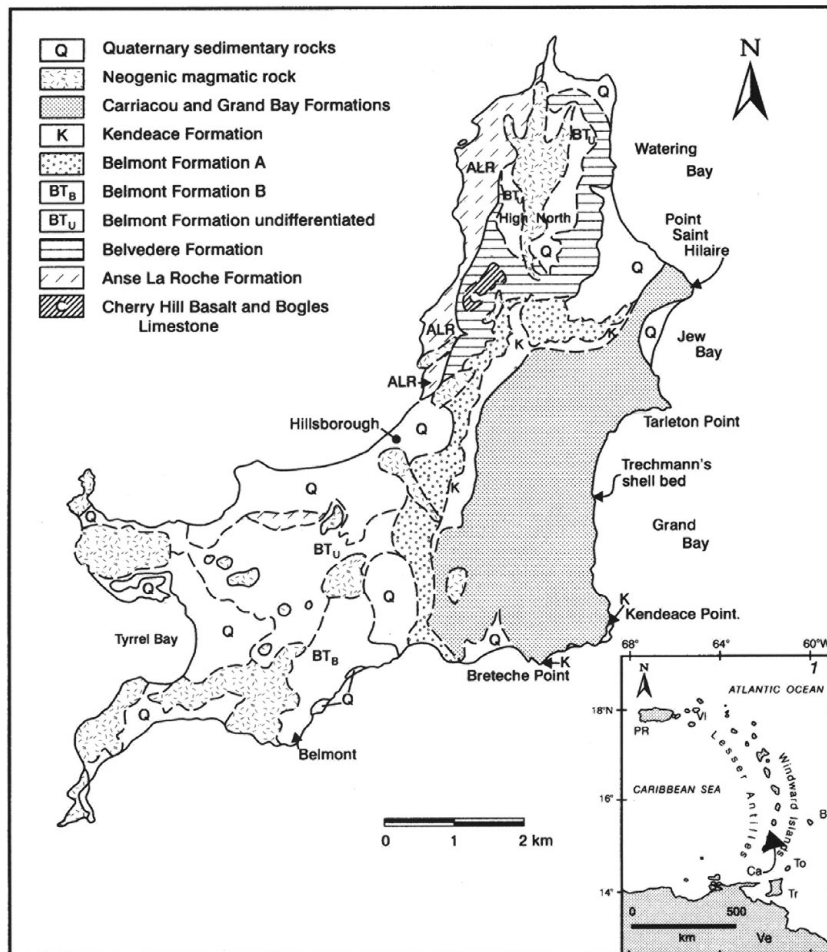 Q Quaternary sedimentary rocks
Neogenic magmatic rock
Carriacou and Grand Bay Formations
K Kendeace Formation
Belmont Formation A
BTB Belmont Formation B
BTU Belmont Formation undifferentiated
Belvedere Formation
Anse La Roche Formation
C Cherry Hill Basalt and Bogles
Limestone
N
Q
BTU
Watering
Bay
ALR
BTU
High North
Point
Saint
Hilaire
Q
Q
ALR
K
K
Q
Jew
Bay
ALR
Tarleton Point
Hillsborough
Q
Trechmann's
shell bed
Q
K
Grand
Bay
Q
BTU
Q
Q
K
Kendeace Point.
Tyrrel Bay
Q
BTB
Q
K
Breteche Point
Q
Q
Belmont
0 1 2 km
68° 64° 60°W
N
1
ATLANTIC OCEAN
18°N
PR
VI
CARIBBEAN SEA
Lesser Antilles
Windward Islands
16°
B
Ca
To
14°
Tr
0 500
km
Ve